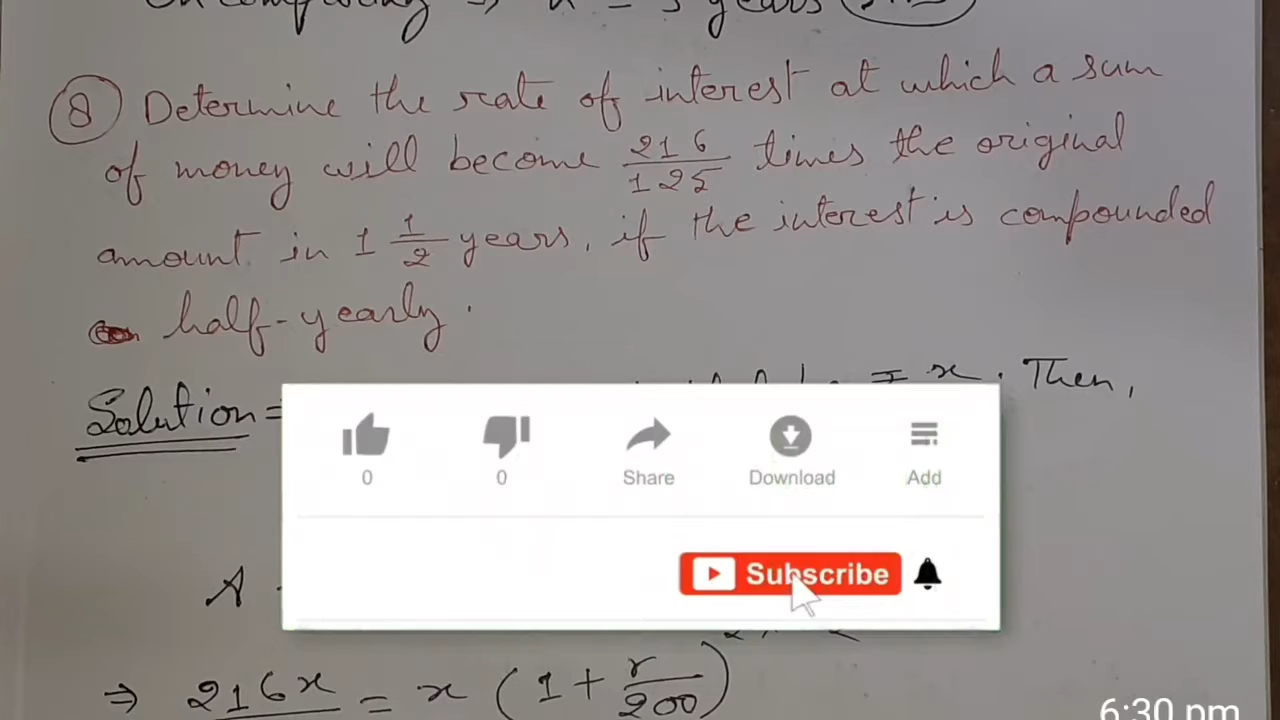 years
8 Determine the rate of interest at which a sum
of money will become 216/125 times the original
amount in 1 1/2 years, if the interest is compounded
half-yearly.
Solution = = x. Then,
0 0 Share Download Add
Subscribe
A
⇒ 216x = x (1 + r/200)
6:30 pm